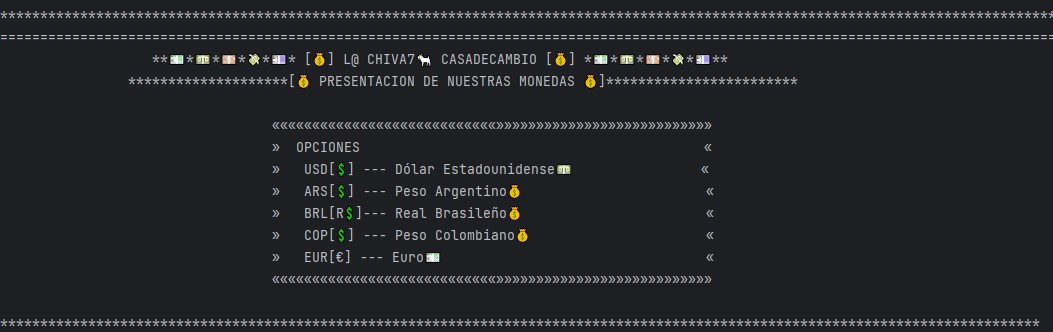 ************************************************************************************************************************************
====================================================================================================================================
**💶*💵*💴*💸*💷* [💰] L@ CHIVA7🐐 CASADECAMBIO [💰] *💶*💵*💴*💸*💷**
********************[💰 PRESENTACION DE NUESTRAS MONEDAS 💰]************************
«««««««««««««««««««««««««««»»»»»»»»»»»»»»»»»»»»»»»»»»»
» OPCIONES «
» USD[💲] --- Dólar Estadounidense💵 «
» ARS[💲] --- Peso Argentino💰 «
» BRL[R💲]--- Real Brasileño💰 «
» COP[💲] --- Peso Colombiano💰 «
» EUR[€] --- Euro💶 «
«««««««««««««««««««««««««««»»»»»»»»»»»»»»»»»»»»»»»»»»»
**********************************************************************************************************************************